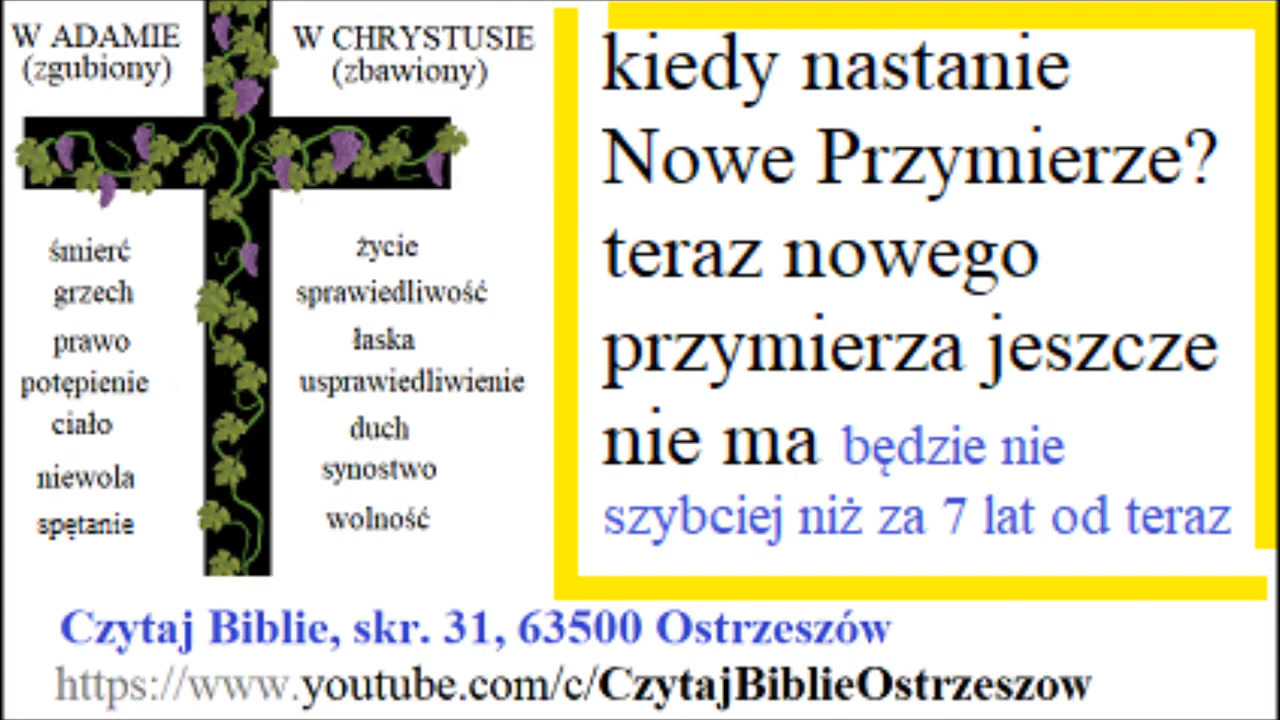 W ADAMIE
(zgubiony)
W CHRYSTUSIE
(zbawiony)
śmierć
grzech
prawo
potępienie
ciało
niewola
spętanie
życie
sprawiedliwość
łaska
usprawiedliwienie
duch
synostwo
wolność
kiedy nastanie
Nowe Przymierze?
teraz nowego
przymierza jeszcze
nie ma będzie nie
szybciej niż za 7 lat od teraz
Czytaj Biblie, skr. 31, 63500 Ostrzeszów
https://www.youtube.com/c/CzytajBiblieOstrzeszow